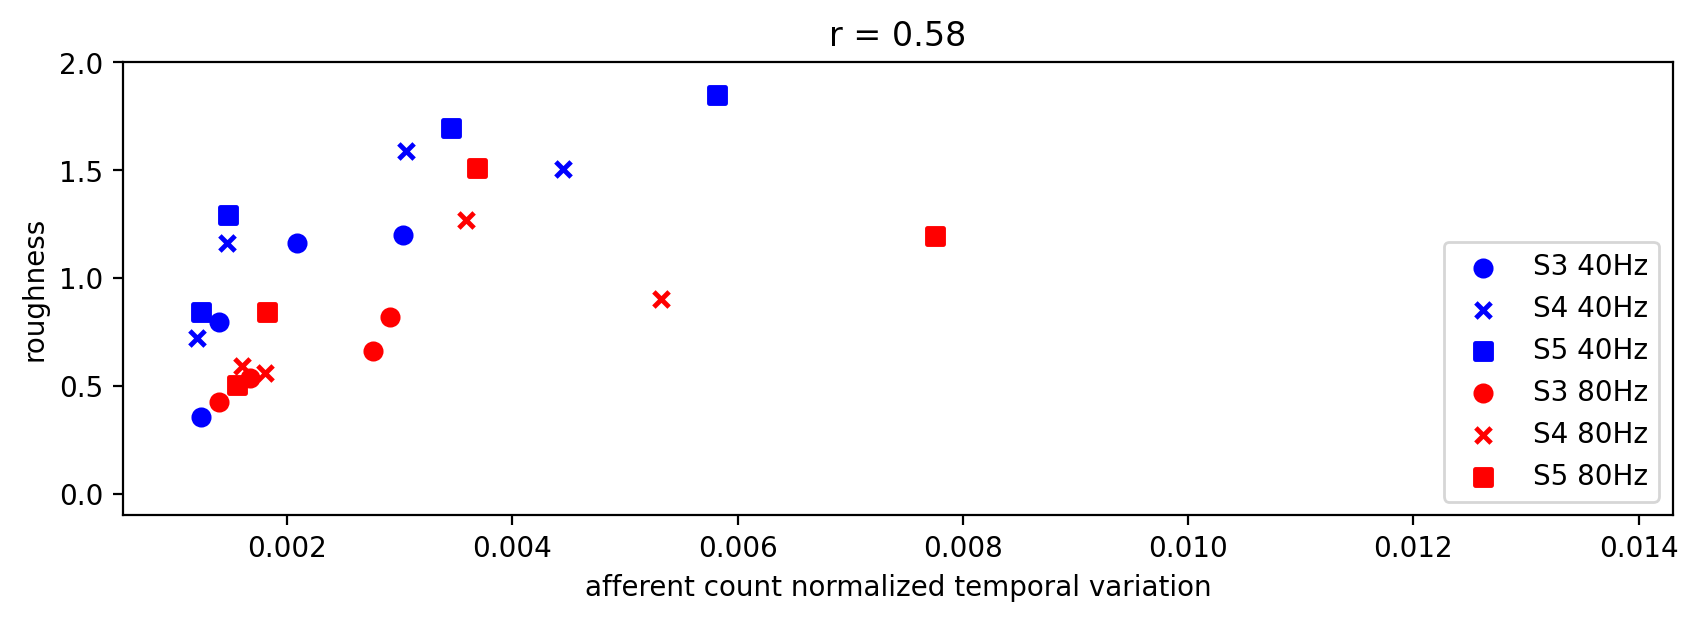 r = 0.58
2.0
1.5
1.0
0.5
0.0
roughness
S3 40Hz
S4 40Hz
S5 40Hz
S3 80Hz
S4 80Hz
S5 80Hz
0.002 0.004 0.006 0.008 0.010 0.012 0.014
afferent count normalized temporal variation